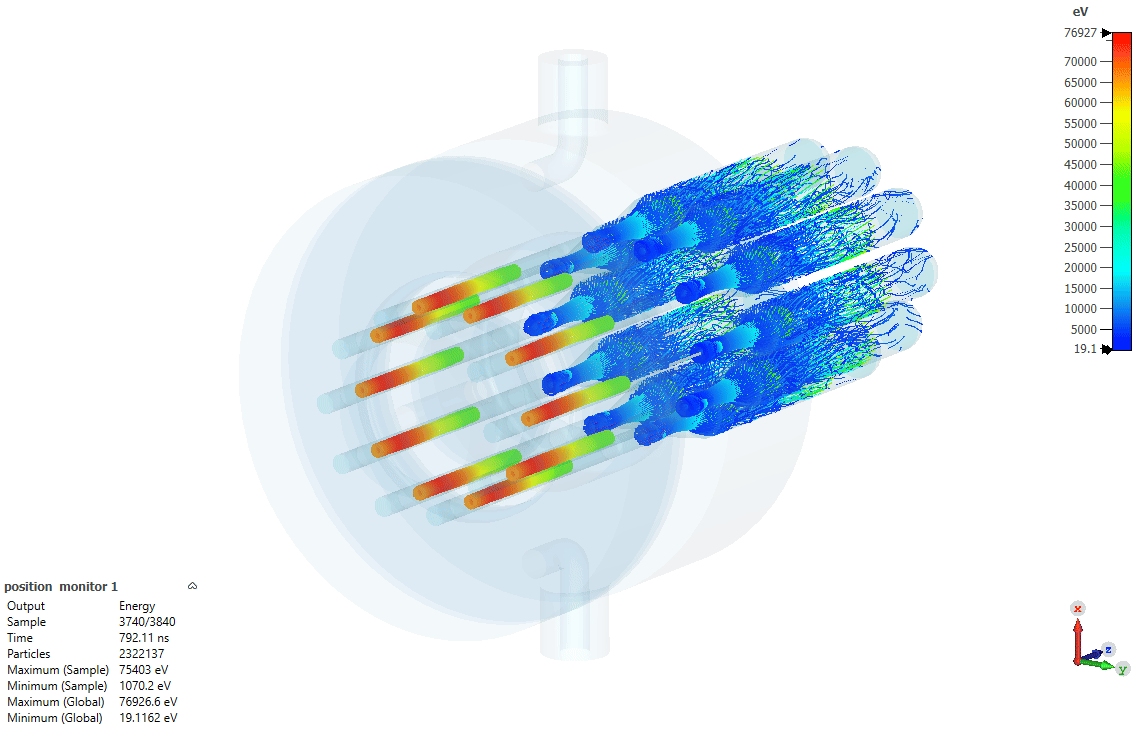 eV
76927
70000
65000
60000
55000
50000
45000
40000
35000
30000
25000
20000
15000
10000
5000
19.1
position monitor 1
Output Energy
Sample 3740/3840
Time 792.11 ns
Particles 2322137
Maximum (Sample) 75403 eV
Minimum (Sample) 1070.2 eV
Maximum (Global) 76926.6 eV
Minimum (Global) 19.1162 eV
x
z
y